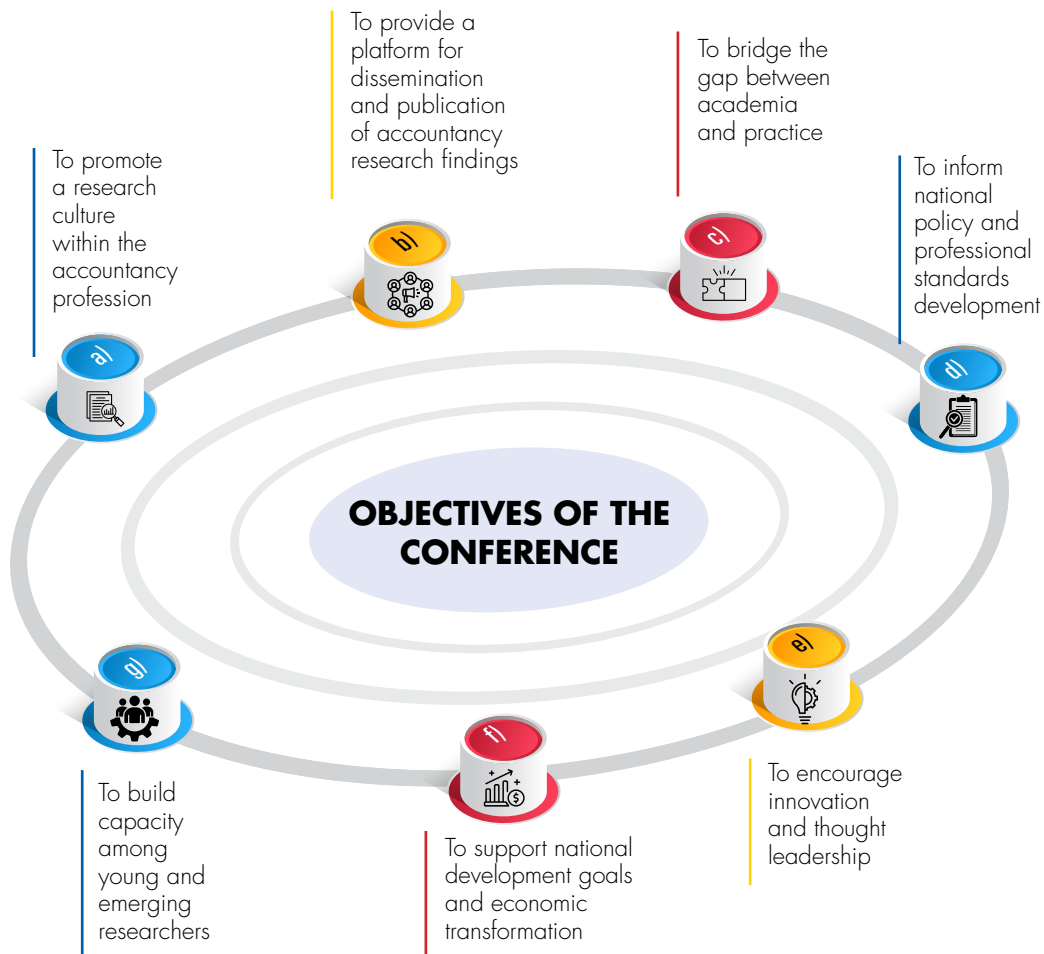 a)
To promote
a research
culture
within the
accountancy
profession
b)
To provide a
platform for
dissemination
and publication
of accountancy
research findings
c)
To bridge the
gap between
academia
and practice
d)
To inform
national
policy and
professional
standards
development
OBJECTIVES OF THE
CONFERENCE
e)
To encourage
innovation
and thought
leadership
f)
$
To support national
development goals
and economic
transformation
g)
To build
capacity
among
young and
emerging
researchers